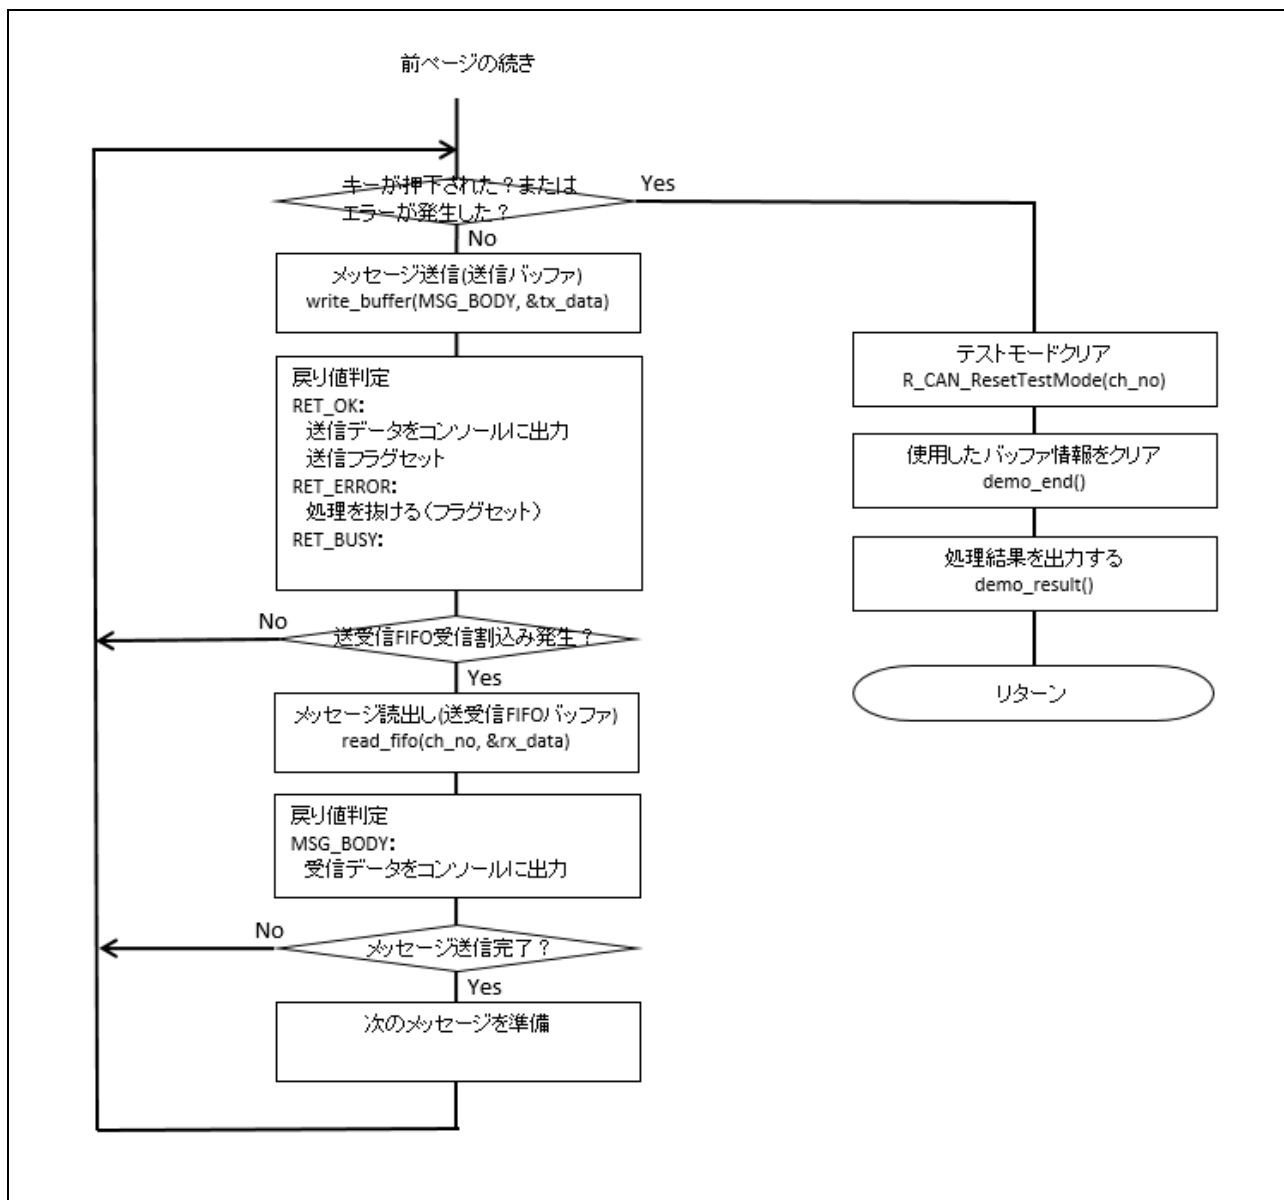 前ページの続き
キーが押下された？または
エラーが発生した？
Yes
No
メッセージ送信(送信バッファ)
write_buffer(MSG_BODY, &tx_data)
戻り値判定
RET_OK:
送信データをコンソールに出力
送信フラグセット
RET_ERROR:
処理を抜ける（フラグセット）
RET_BUSY:
No
送受信FIFO受信割込み発生？
Yes
メッセージ読出し(送受信FIFOバッファ)
read_fifo(ch_no, &rx_data)
戻り値判定
MSG_BODY:
受信データをコンソールに出力
No
メッセージ送信完了？
Yes
次のメッセージを準備
テストモードクリア
R_CAN_ResetTestMode(ch_no)
使用したバッファ情報をクリア
demo_end()
処理結果を出力する
demo_result()
リターン